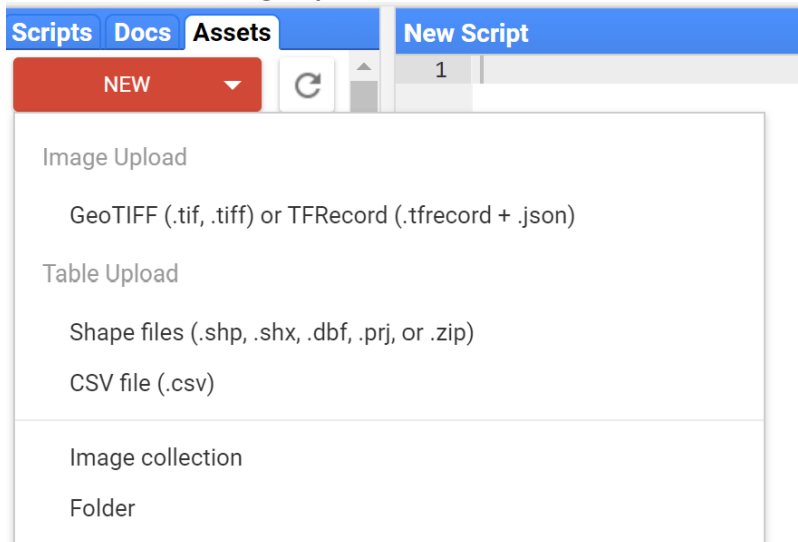 Scripts Docs Assets New Script
NEW 1
Image Upload
GeoTIFF (.tif, .tiff) or TFRecord (.tfrecord + .json)
Table Upload
Shape files (.shp, .shx, .dbf, .prj, or .zip)
CSV file (.csv)
Image collection
Folder